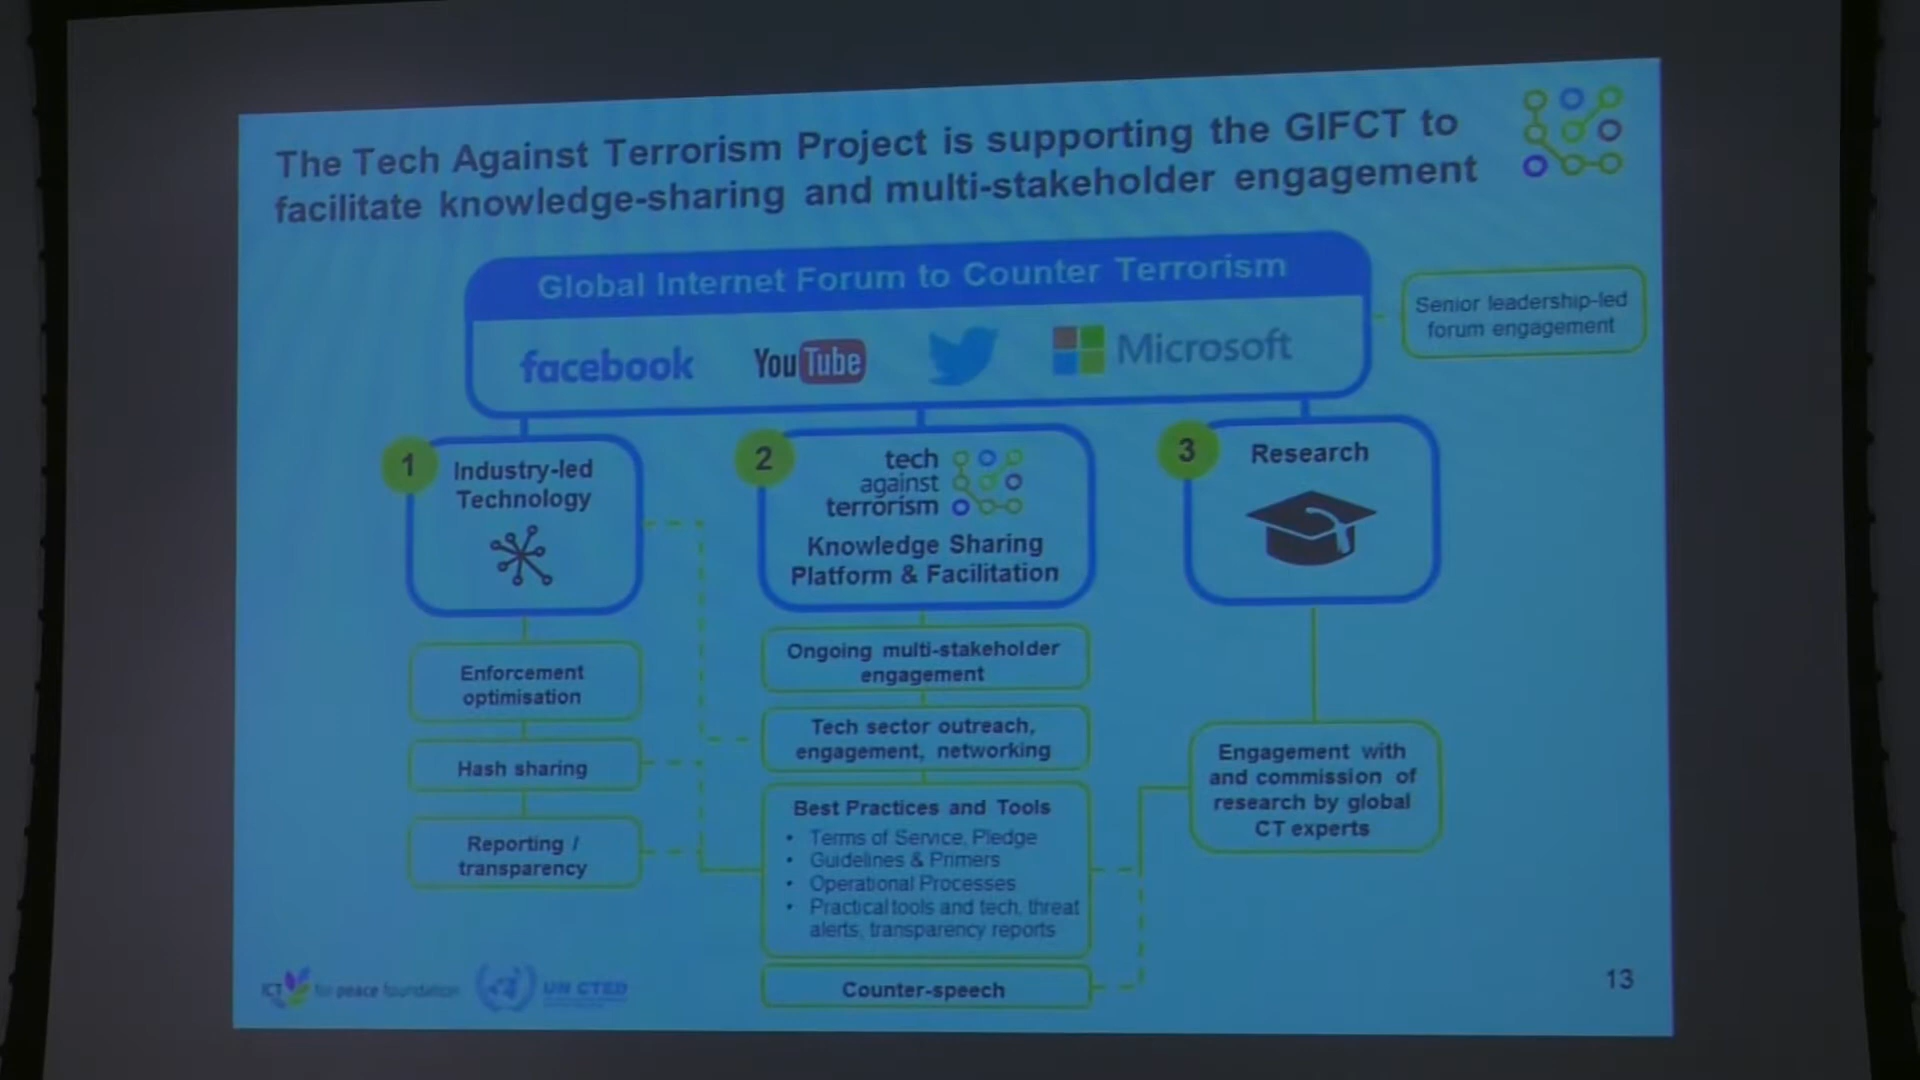 The Tech Against Terrorism Project is supporting the GIFCT to
facilitate knowledge-sharing and multi-stakeholder engagement
Global Internet Forum to Counter Terrorism
facebook
YouTube
Microsoft
Senior leadership-led
forum engagement
1
Industry-led
Technology
Enforcement
optimisation
Hash sharing
Reporting /
transparency
2
tech
against
terrorism
Knowledge Sharing
Platform & Facilitation
Ongoing multi-stakeholder
engagement
Tech sector outreach,
engagement, networking
Best Practices and Tools
• Terms of Service, Pledge
• Guidelines & Primers
• Operational Processes
• Practical tools and tech, threat
alerts, transparency reports
Counter-speech
3
Research
Engagement with
and commission of
research by global
CT experts
ICT for peace foundation
UN CTED
13